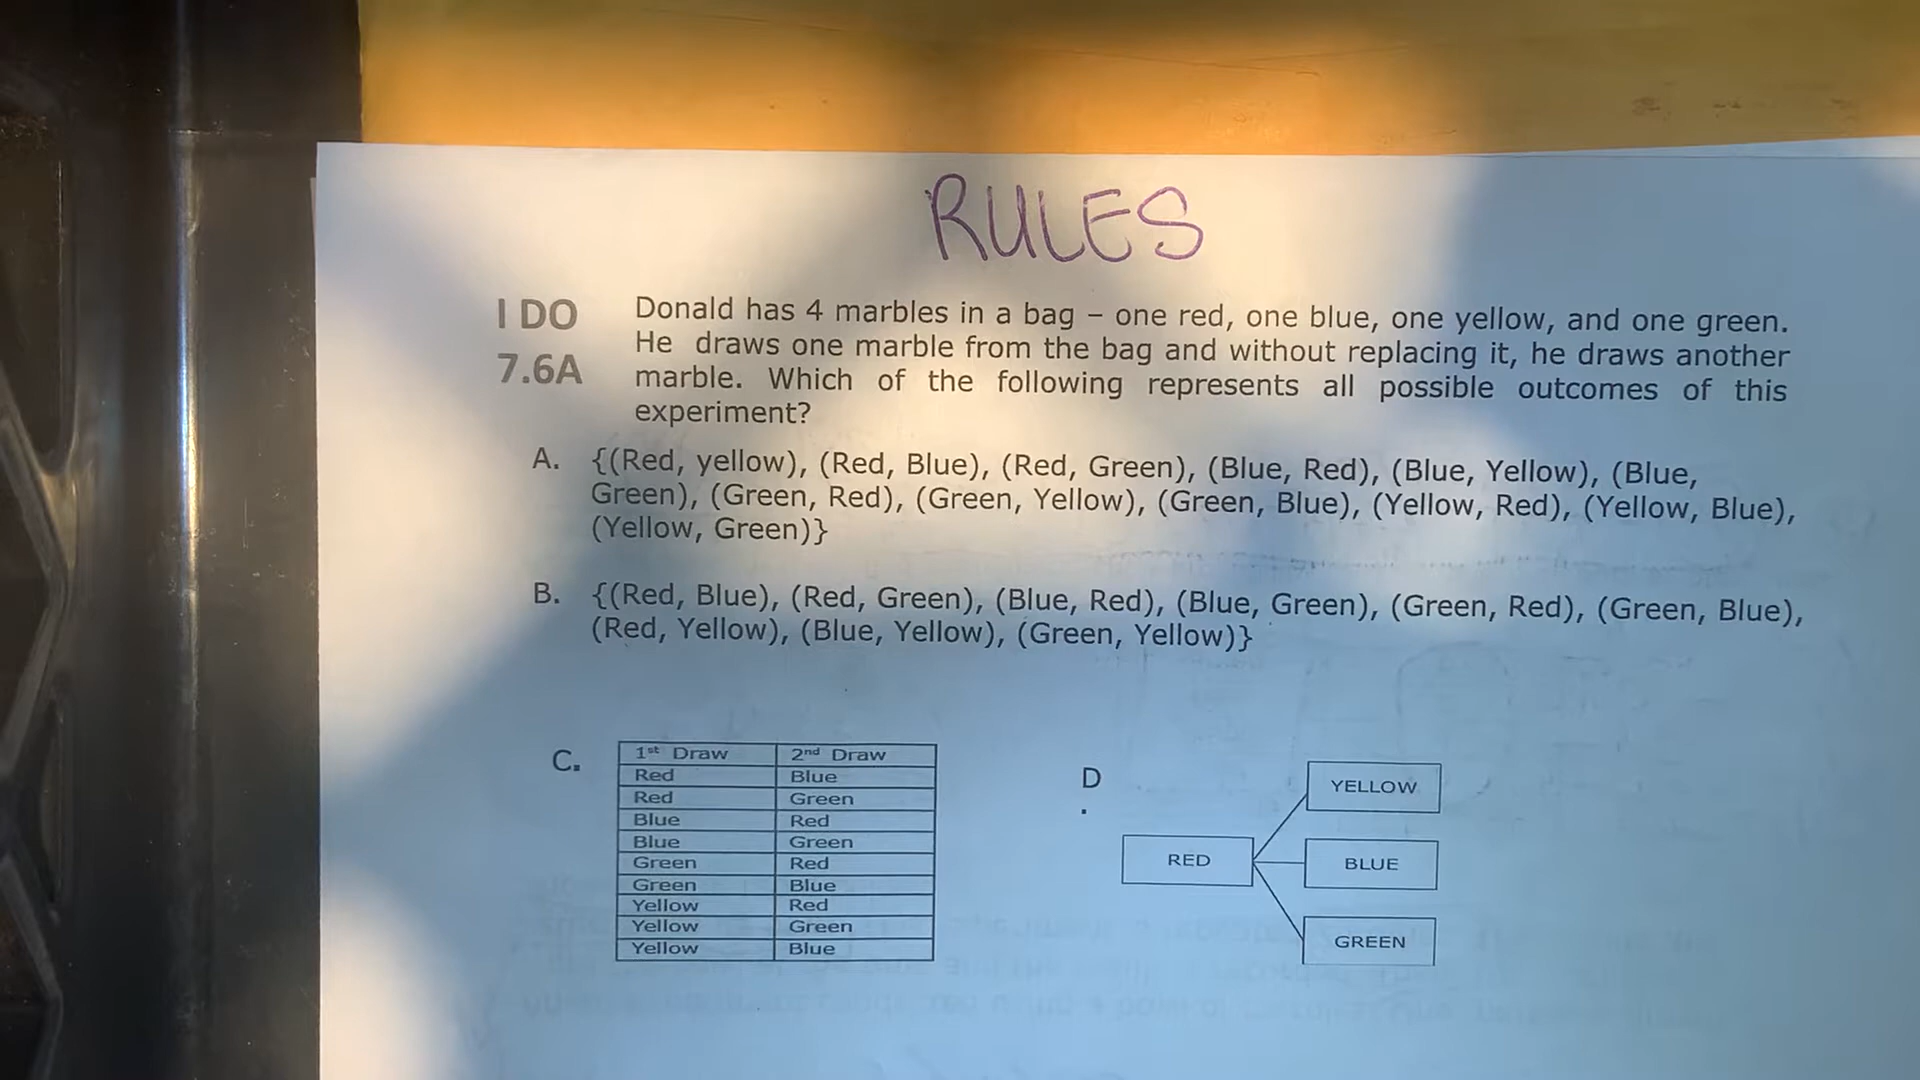 RULES
I DO
7.6A
Donald has 4 marbles in a bag – one red, one blue, one yellow, and one green.
He draws one marble from the bag and without replacing it, he draws another
marble. Which of the following represents all possible outcomes of this
experiment?
A. {(Red, yellow), (Red, Blue), (Red, Green), (Blue, Red), (Blue, Yellow), (Blue,
Green), (Green, Red), (Green, Yellow), (Green, Blue), (Yellow, Red), (Yellow, Blue),
(Yellow, Green)}
B. {(Red, Blue), (Red, Green), (Blue, Red), (Blue, Green), (Green, Red), (Green, Blue),
(Red, Yellow), (Blue, Yellow), (Green, Yellow)}
C.
1st Draw 2nd Draw
Red Blue
Red Green
Blue Red
Blue Green
Green Red
Green Blue
Yellow Red
Yellow Green
Yellow Blue
D
.
RED
YELLOW
BLUE
GREEN